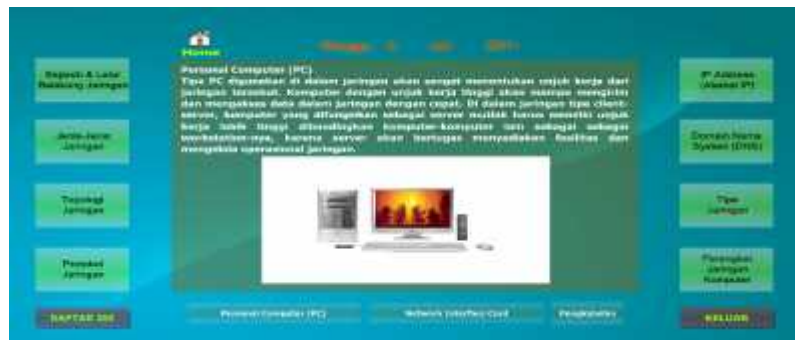 Home
Minggu
Sejarah & Latar
Belakang Jaringan
Jenis-Jenis
Jaringan
Topologi
Jaringan
Protokol
Jaringan
DAFTAR ISI
Personal Computer (PC)
Tipe PC digunakan di dalam jaringan akan sangat menentukan unjuk kerja dari
jaringan tersebut. Komputer dengan unjuk kerja tinggi akan mampu mengirim
dan mengakses data dalam jaringan dengan cepat. Di dalam jaringan tipe client-
server, komputer yang difungsikan sebagai server mutlak harus memiliki unjuk
kerja lebih tinggi dibandingkan komputer-komputer lain sebagai sebagai
workstation-nya, karena server akan bertugas menyediakan fasilitas dan
mengelola operasional jaringan.
Personal Computer (PC)
Network Interface Card
Pengkabelan
IP Address
(Alamat IP)
Domain Name
System (DNS)
Tipe
Jaringan
Perangkat
Jaringan
Komputer
KELUAR